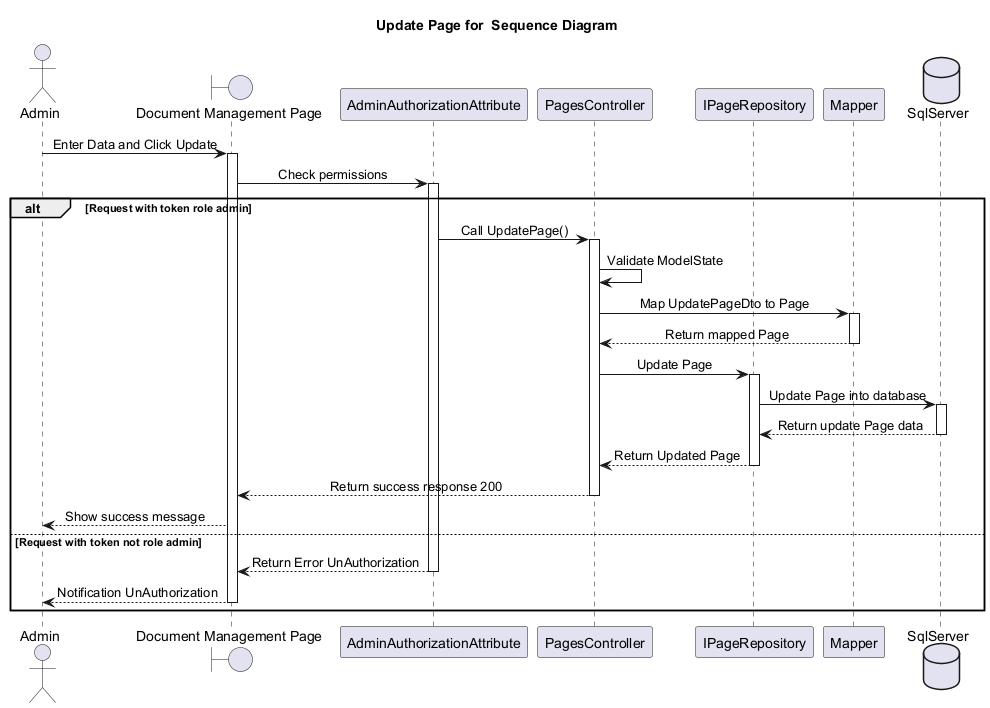 Update Page for  Sequence Diagram
Admin
Document Management Page
AdminAuthorizationAttribute
PagesController
IPageRepository
Mapper
SqlServer
Enter Data and Click Update
Check permissions
alt
[Request with token role admin]
Call UpdatePage()
Validate ModelState
Map UpdatePageDto to Page
Return mapped Page
Update Page
Update Page into database
Return update Page data
Return Updated Page
Return success response 200
Show success message
[Request with token not role admin]
Return Error UnAuthorization
Notification UnAuthorization
Admin
Document Management Page
AdminAuthorizationAttribute
PagesController
IPageRepository
Mapper
SqlServer